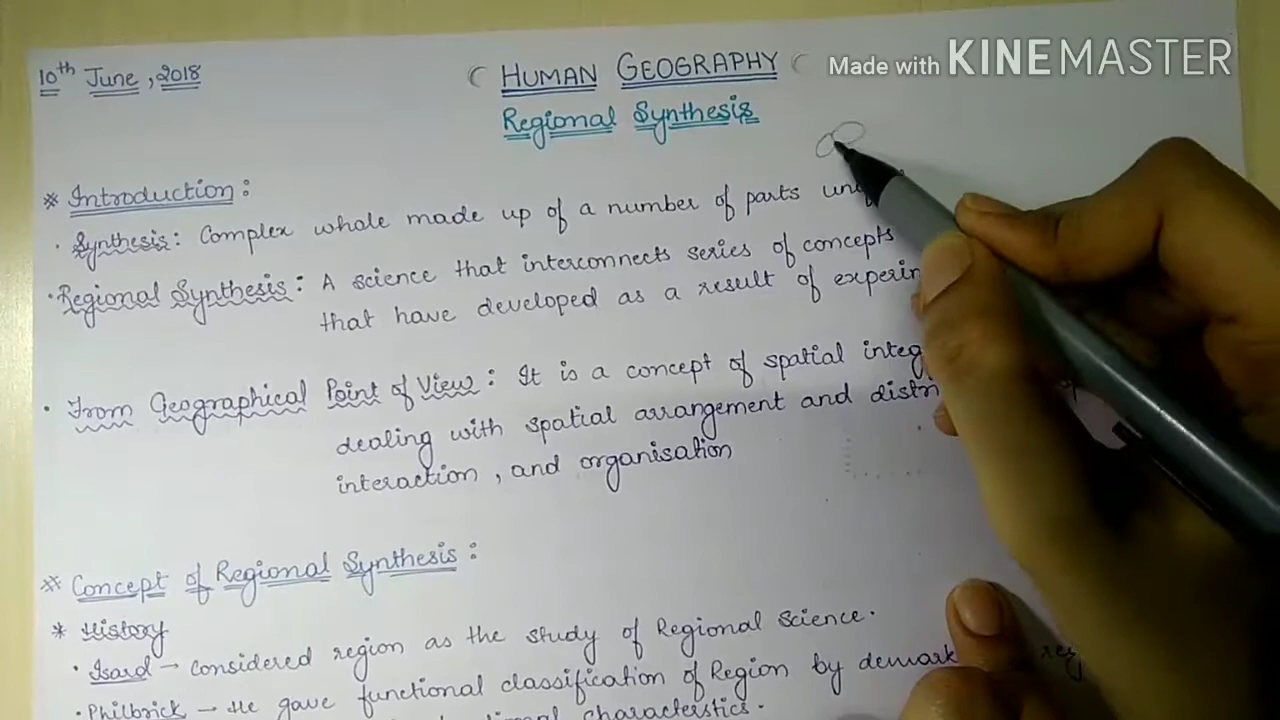 10th June, 2018
HUMAN GEOGRAPHY
Made with KINEMASTER
Regional Synthesis
* Introduction:
· Synthesis: Complex whole made up of a number of parts
· Regional Synthesis: A science that interconnects series of concepts
that have developed as a result of
· From Geographical Point of View: It is a concept of spatial
dealing with spatial arrangement and
interaction, and organisation
* Concept of Regional Synthesis:
* History
· Isard → considered region as the study of Regional Science.
· Philbrick → He gave functional classification of Region by
characterstics.